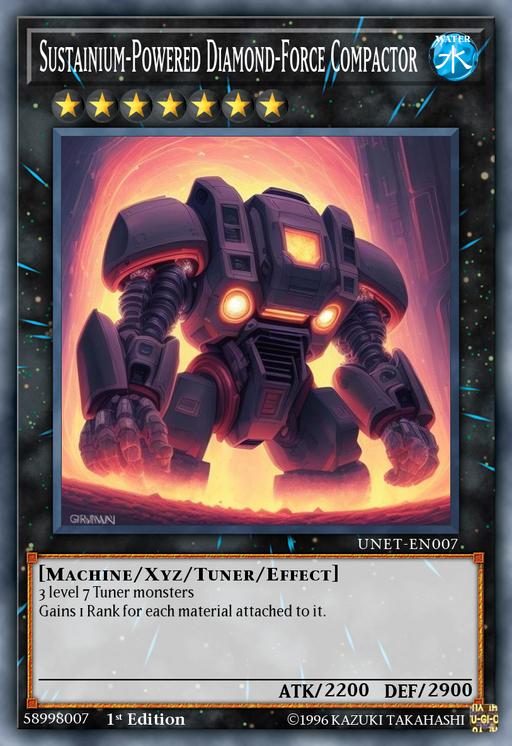 Sustainium-Powered Diamond-Force Compactor
WATER
水
UNET-EN007
[Machine/Xyz/Tuner/Effect]
3 level 7 Tuner monsters
Gains 1 Rank for each material attached to it.
ATK/2200 DEF/2900
58998007 1st Edition ©1996 KAZUKI TAKAHASHI